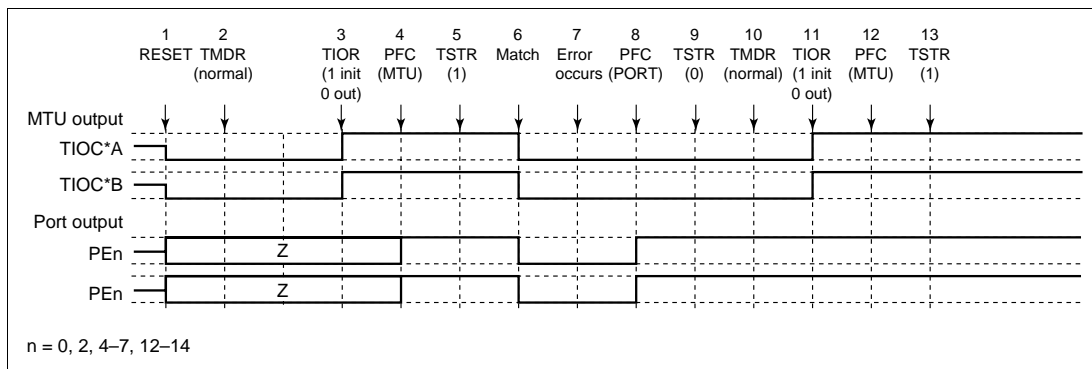 1 2 3 4 5 6 7 8 9 10 11 12 13
RESET TMDR TIOR PFC TSTR Match Error PFC TSTR TMDR TIOR PFC TSTR
(normal) (1 init (MTU) (1) occurs (PORT) (0) (normal) (1 init (MTU) (1)
0 out) 0 out)
MTU output
TIOC*A
TIOC*B
Port output
PEn Z
PEn Z
n = 0, 2, 4–7, 12–14